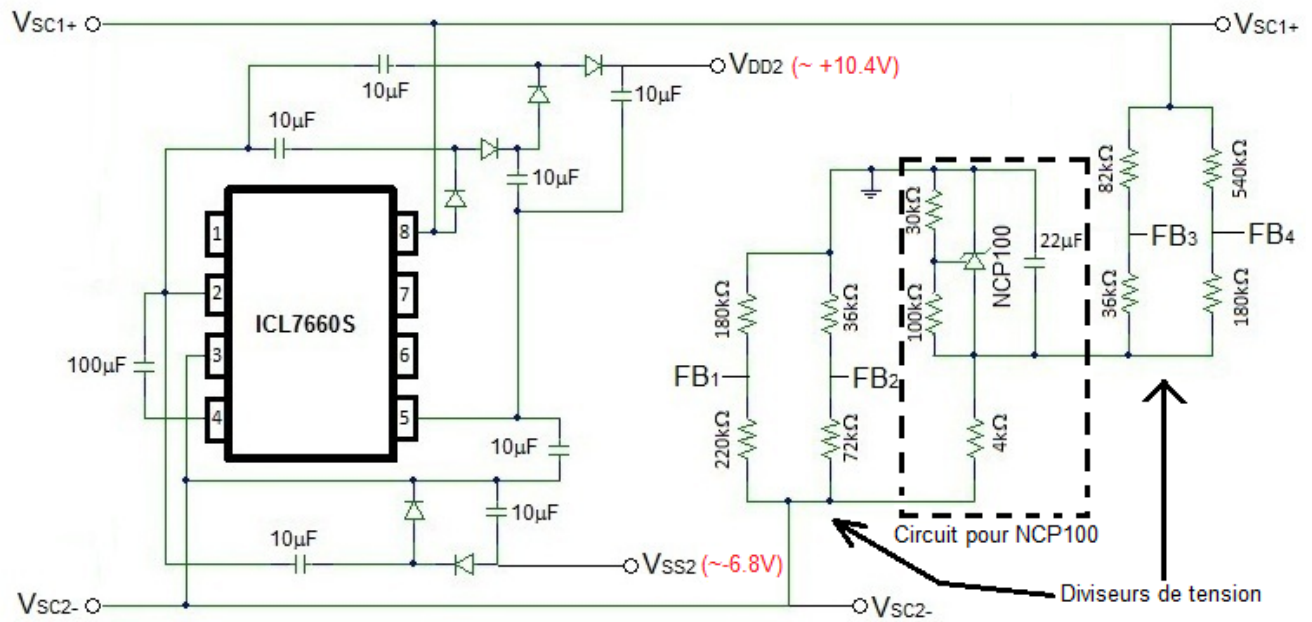 VSC1+
VSC1+
10µF
VDD2 (~ +10.4V)
10µF
10µF
10µF
82kΩ
540kΩ
30kΩ
NCP100
22µF
FB3
FB4
1
8
2
7
ICL7660S
3
6
4
5
100µF
180kΩ
36kΩ
100kΩ
36kΩ
180kΩ
FB1
FB2
220kΩ
72kΩ
4kΩ
10µF
10µF
10µF
Circuit pour NCP100
VSS2 (~-6.8V)
Diviseurs de tension
VSC2-
VSC2-